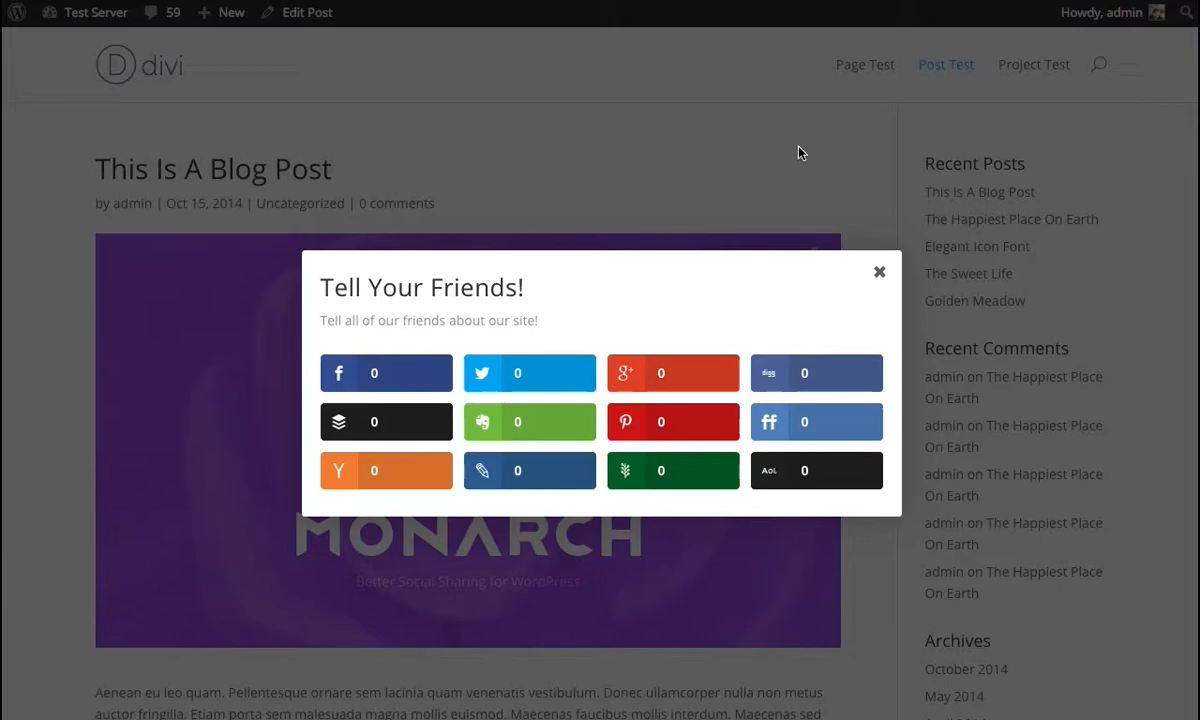 Test Server 59 New Edit Post Howdy, admin
D divi Page Test Post Test Project Test
This Is A Blog Post
by admin | Oct 15, 2014 | Uncategorized | 0 comments
Tell Your Friends!
Tell all of our friends about our site!
f 0 0 g+ 0 digg 0
0 0 0 ff 0
Y 0 0 0 Aol. 0
MONARCH
Better Social Sharing for WordPress
Aenean eu leo quam. Pellentesque ornare sem lacinia quam venenatis vestibulum. Donec ullamcorper nulla non metus
auctor fringilla. Etiam porta sem malesuada magna mollis euismod. Maecenas faucibus mollis interdum. Maecenas sed
Recent Posts
This Is A Blog Post
The Happiest Place On Earth
Elegant Icon Font
The Sweet Life
Golden Meadow
Recent Comments
admin on The Happiest Place
On Earth
admin on The Happiest Place
On Earth
admin on The Happiest Place
On Earth
admin on The Happiest Place
On Earth
admin on The Happiest Place
On Earth
Archives
October 2014
May 2014